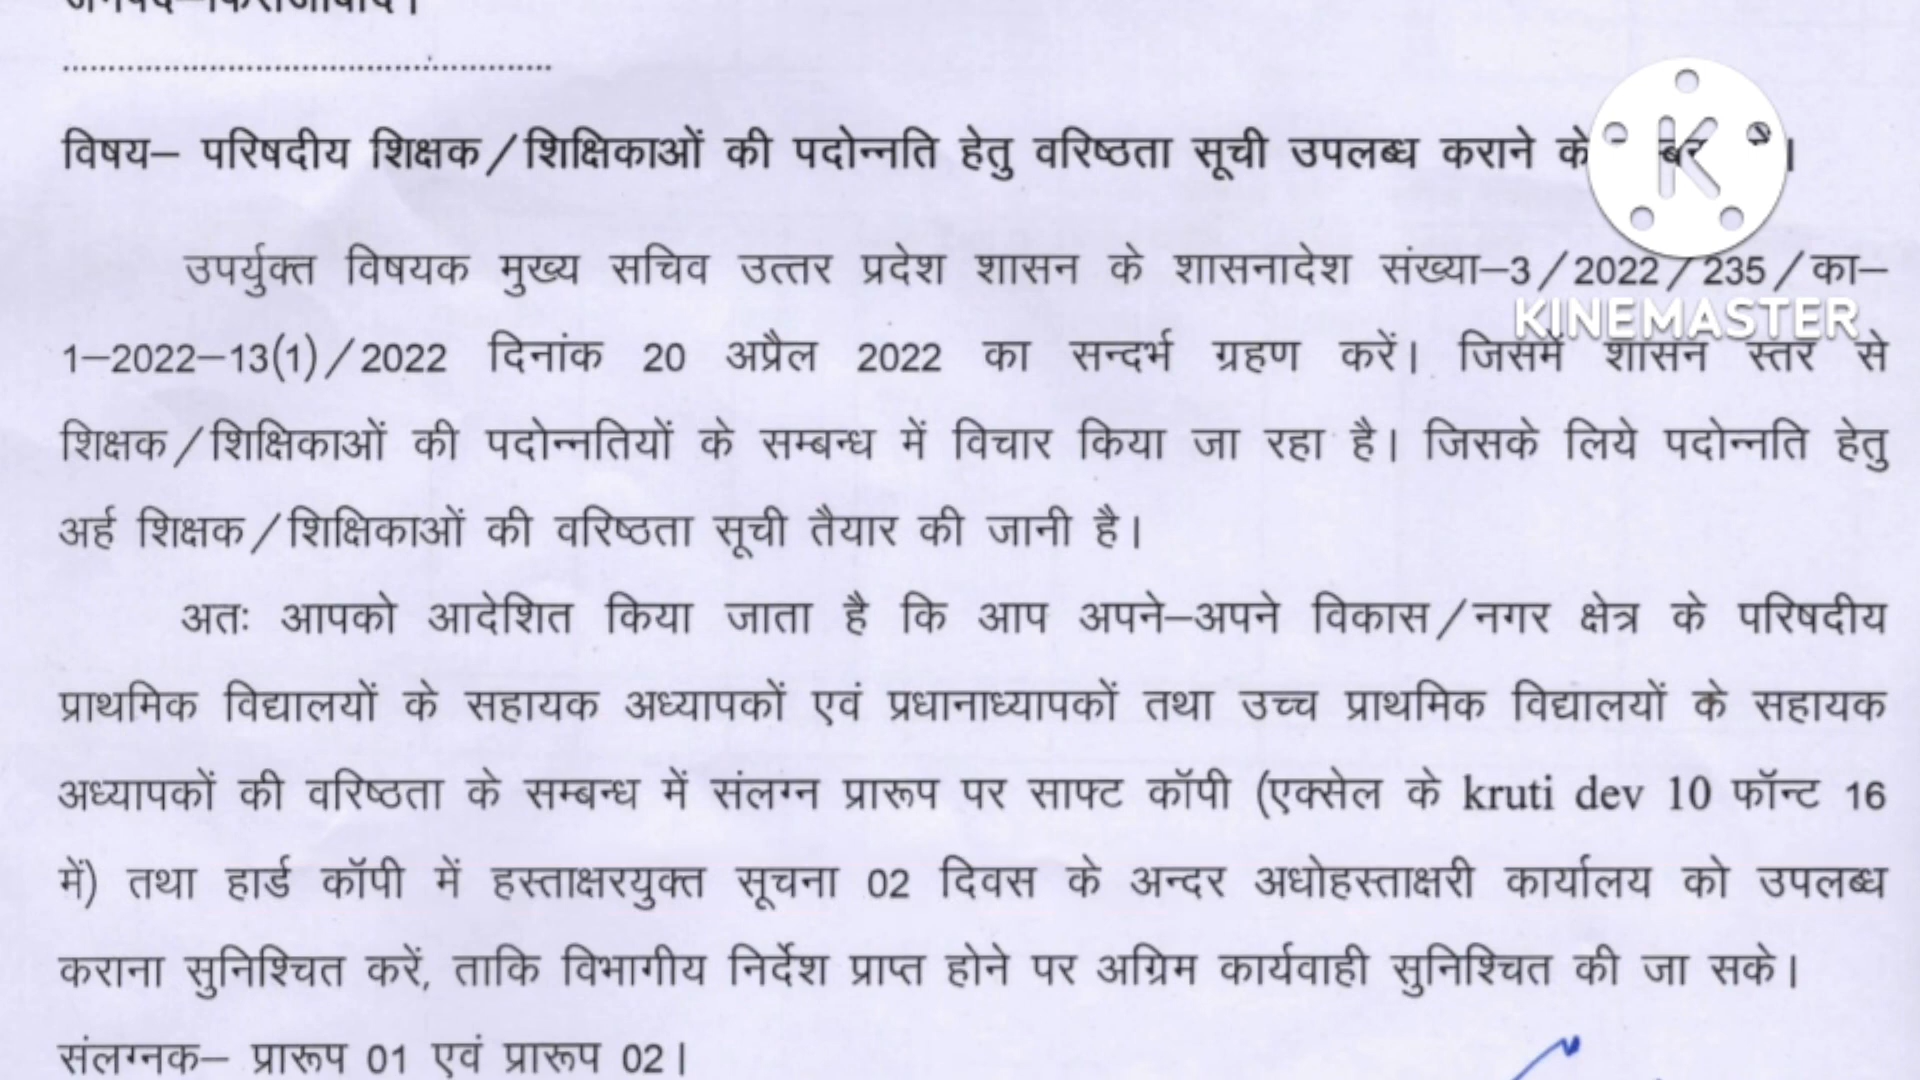 जनपद–फिरोजाबाद।
विषय– परिषदीय शिक्षक/शिक्षिकाओं की पदोन्नति हेतु वरिष्ठता सूची उपलब्ध कराने के
K
उपर्युक्त विषयक मुख्य सचिव उत्तर प्रदेश शासन के शासनादेश संख्या–3/2022/235/का–
KINEMASTER
1–2022–13(1)/2022 दिनांक 20 अप्रैल 2022 का सन्दर्भ ग्रहण करें। जिसमें शासन स्तर से
शिक्षक/शिक्षिकाओं की पदोन्नतियों के सम्बन्ध में विचार किया जा रहा है। जिसके लिये पदोन्नति हेतु
अर्ह शिक्षक/शिक्षिकाओं की वरिष्ठता सूची तैयार की जानी है।
अतः आपको आदेशित किया जाता है कि आप अपने–अपने विकास/नगर क्षेत्र के परिषदीय
प्राथमिक विद्यालयों के सहायक अध्यापकों एवं प्रधानाध्यापकों तथा उच्च प्राथमिक विद्यालयों के सहायक
अध्यापकों की वरिष्ठता के सम्बन्ध में संलग्न प्रारूप पर साफ्ट कॉपी (एक्सेल के kruti dev 10 फॉन्ट 16
में) तथा हार्ड कॉपी में हस्ताक्षरयुक्त सूचना 02 दिवस के अन्दर अधोहस्ताक्षरी कार्यालय को उपलब्ध
कराना सुनिश्चित करें, ताकि विभागीय निर्देश प्राप्त होने पर अग्रिम कार्यवाही सुनिश्चित की जा सके।
संलग्नक– प्रारूप 01 एवं प्रारूप 02।